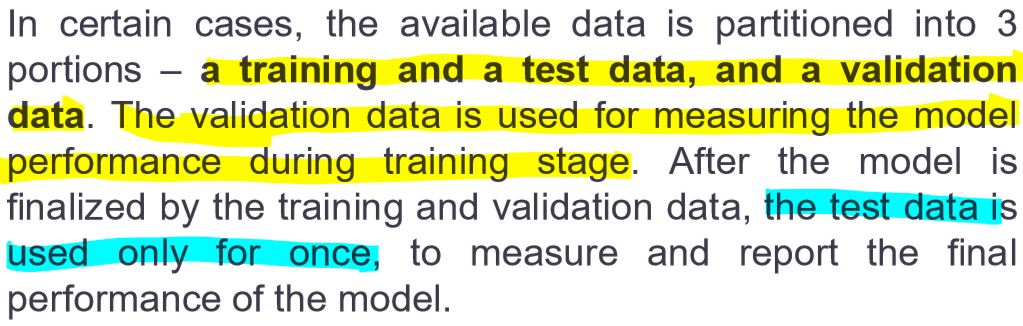 In certain cases, the available data is partitioned into 3
portions – a training and a test data, and a validation
data. The validation data is used for measuring the model
performance during training stage. After the model is
finalized by the training and validation data, the test data is
used only for once, to measure and report the final
performance of the model.